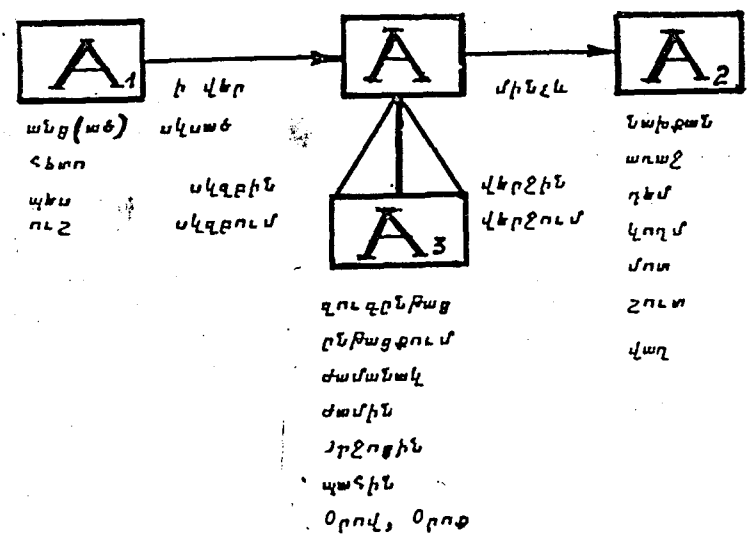 A1 A A2
ի վեր մինչև
անց(ած) սկսած նախքան
հետո առաջ
պես սկզբին վերջին դեմ
ուշ սկզբում վերջում կողմ
A3 մոտ
զուգընթաց շուտ
ընթացքում վաղ
ժամանակ
ժամին
շրջոցին
պահին
Օրով, Օրոք